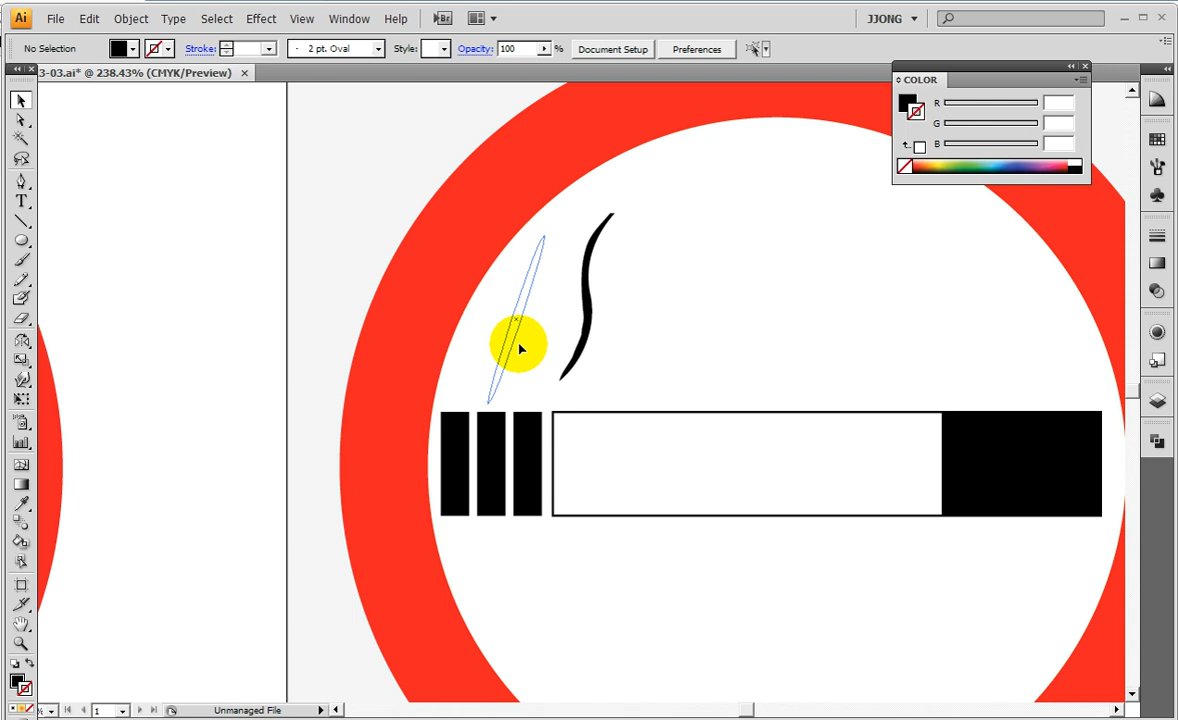 Ai File Edit Object Type Select Effect View Window Help Br JJONG
No Selection Stroke: 2 pt. Oval Style: Opacity: 100 % Document Setup Preferences
3-03.ai* @ 238.43% (CMYK/Preview)
COLOR
R
G
B
T
% 1 Unmanaged File